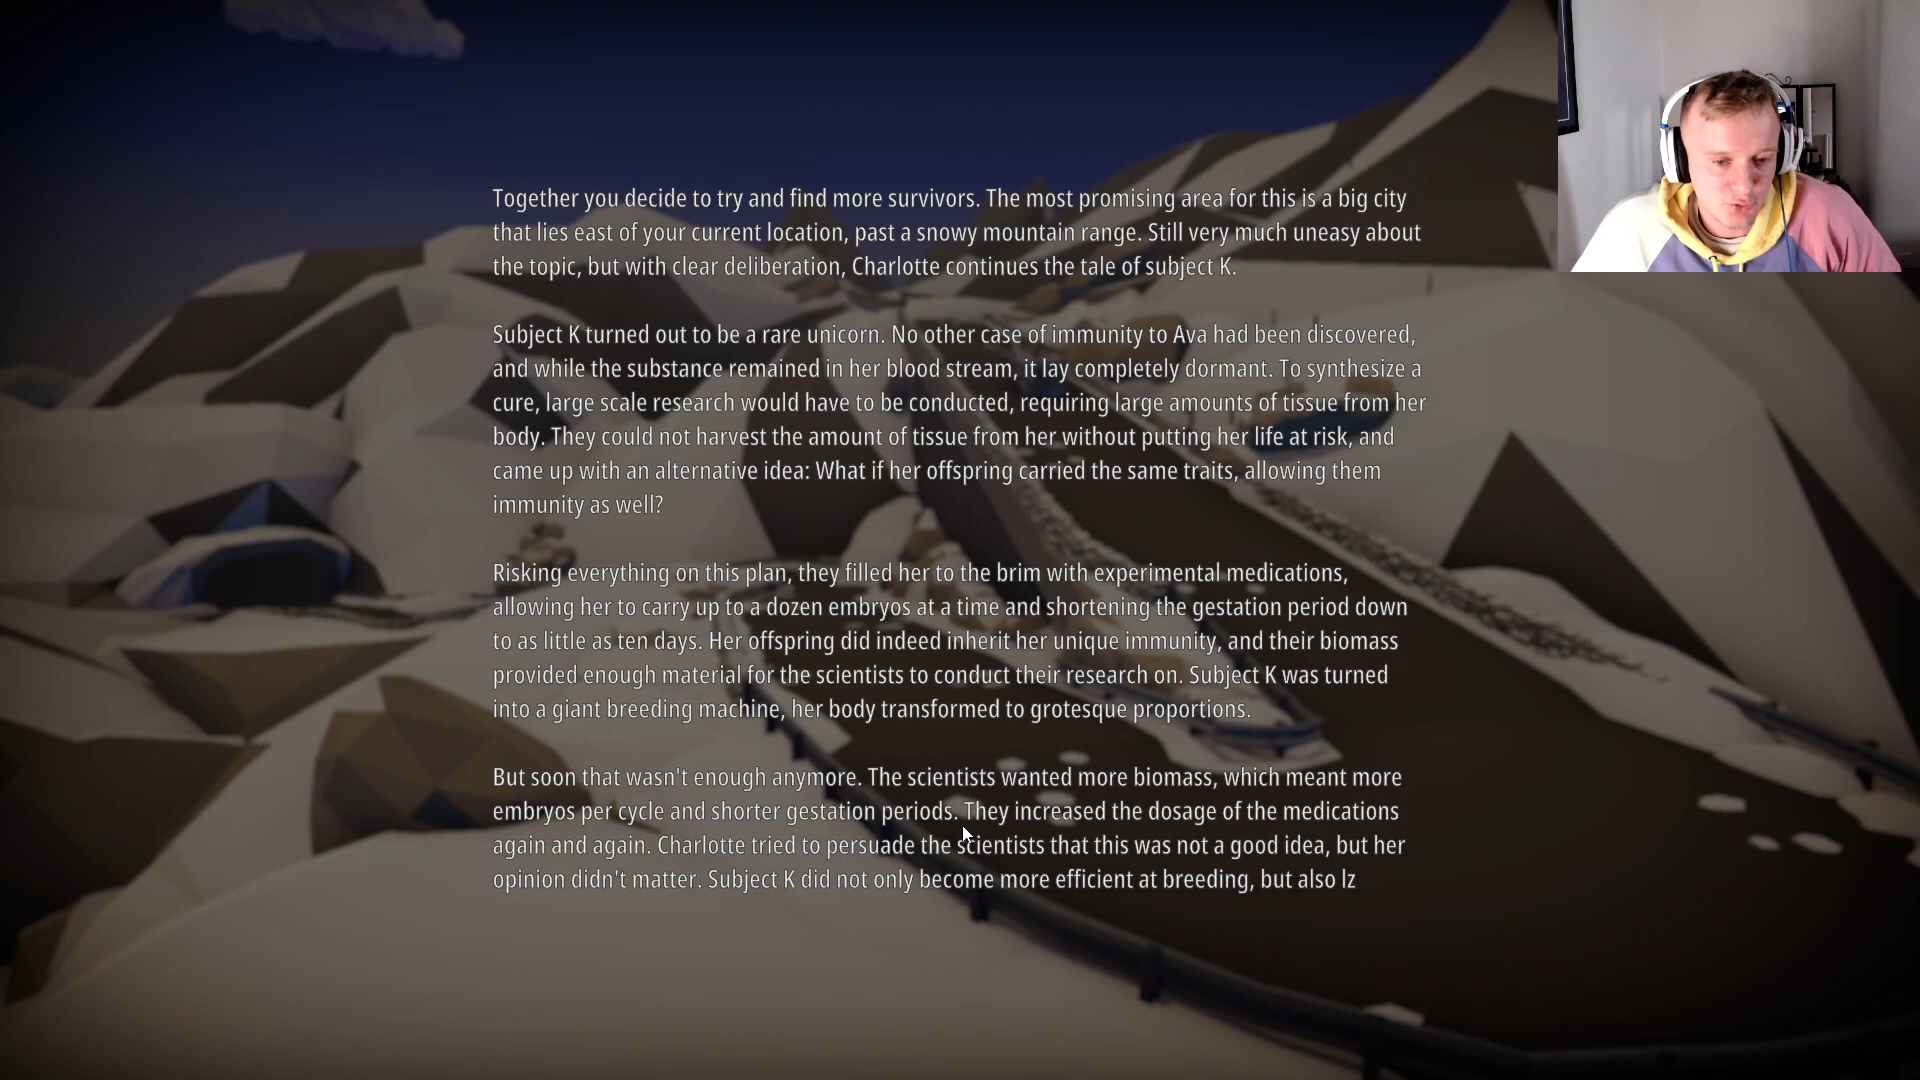 Together you decide to try and find more survivors. The most promising area for this is a big city
that lies east of your current location, past a snowy mountain range. Still very much uneasy about
the topic, but with clear deliberation, Charlotte continues the tale of subject K.
Subject K turned out to be a rare unicorn. No other case of immunity to Ava had been discovered,
and while the substance remained in her blood stream, it lay completely dormant. To synthesize a
cure, large scale research would have to be conducted, requiring large amounts of tissue from her
body. They could not harvest the amount of tissue from her without putting her life at risk, and
came up with an alternative idea: What if her offspring carried the same traits, allowing them
immunity as well?
Risking everything on this plan, they filled her to the brim with experimental medications,
allowing her to carry up to a dozen embryos at a time and shortening the gestation period down
to as little as ten days. Her offspring did indeed inherit her unique immunity, and their biomass
provided enough material for the scientists to conduct their research on. Subject K was turned
into a giant breeding machine, her body transformed to grotesque proportions.
But soon that wasn't enough anymore. The scientists wanted more biomass, which meant more
embryos per cycle and shorter gestation periods. They increased the dosage of the medications
again and again. Charlotte tried to persuade the scientists that this was not a good idea, but her
opinion didn't matter. Subject K did not only become more efficient at breeding, but also lz